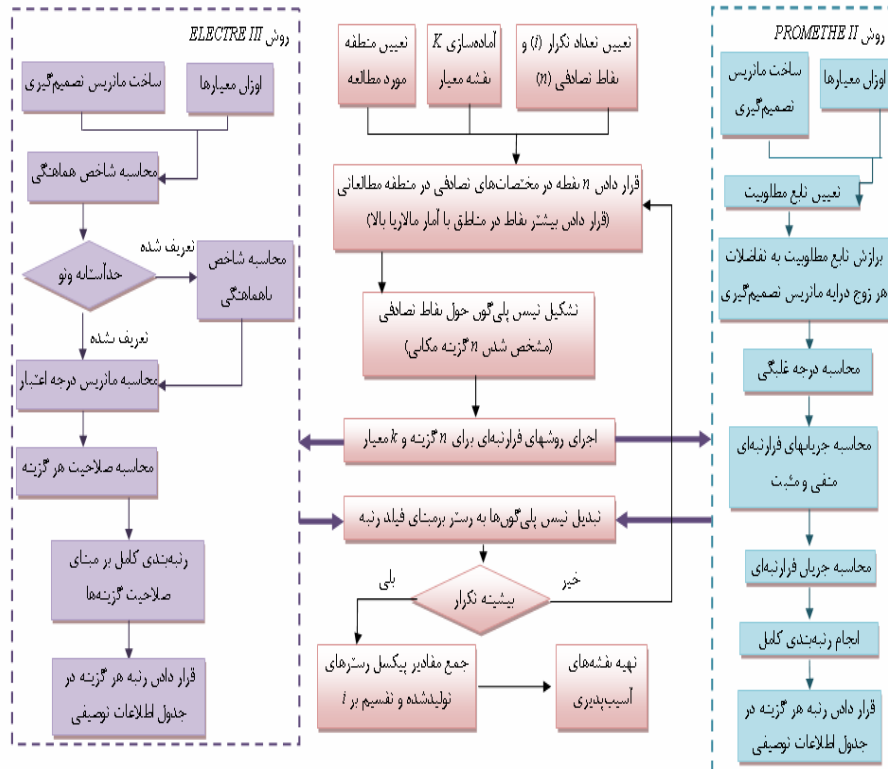 روش ELECTRE III
ساخت ماتریس تصمیم‌گیری
اوزان معیارها
محاسبه شاخص هماهنگی
حدآستانه وتو
تعریف شده
محاسبه شاخص
ناهماهنگی
تعریف نشده
محاسبه ماتریس درجه اعتبار
محاسبه صلاحیت هر گزینه
رتبه‌بندی کامل بر مبنای
صلاحیت گزینه‌ها
قرار دادن رتبه هر گزینه در
جدول اطلاعات توصیفی
تعیین منطقه
مورد مطالعه
آماده‌سازی K
نقشه معیار
تعیین تعداد تکرار (i) و
نقاط تصادفی (n)
قرار دادن n نقطه در مختصات‌های تصادفی در منطقه مطالعاتی
(قرار دادن بیشتر نقاط در مناطق با آمار مالاریا بالا)
تشکیل تیسن پلی‌گون حول نقاط تصادفی
(مشخص شدن n گزینه مکانی)
اجرای روشهای فرارتبه‌ای برای n گزینه و k معیار
تبدیل تیسن پلی‌گون‌ها به رستر برمبنای فیلد رتبه
بیشینه تکرار
بلی
خیر
جمع مقادیر پیکسل رسترهای
تولیدشده و تقسیم بر i
تهیه نقشه‌های
آسیب‌پذیری
روش PROMETHE II
ساخت ماتریس
تصمیم‌گیری
اوزان معیارها
تعیین تابع مطلوبیت
برازش تابع مطلوبیت به تفاضلات
هر زوج درایه ماتریس تصمیم‌گیری
محاسبه درجه غلبگی
محاسبه جریانهای فرارتبه‌ای
منفی و مثبت
محاسبه جریان فرارتبه‌ای
انجام رتبه‌بندی کامل
قرار دادن رتبه هر گزینه در
جدول اطلاعات توصیفی